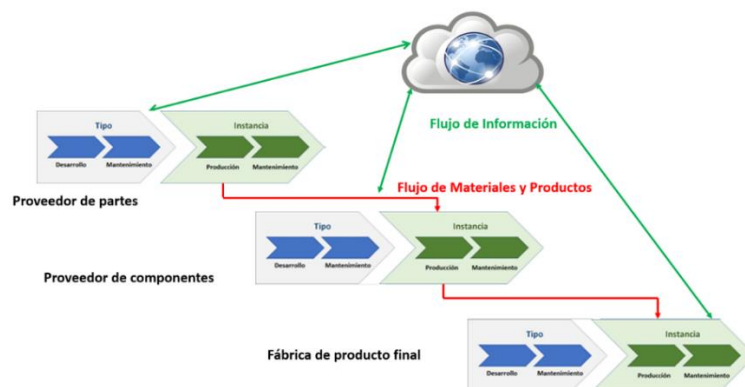 Flujo de Información
Tipo
Instancia
Desarrollo
Mantenimiento
Producción
Mantenimiento
Proveedor de partes
Flujo de Materiales y Productos
Tipo
Instancia
Desarrollo
Mantenimiento
Producción
Mantenimiento
Proveedor de componentes
Tipo
Instancia
Desarrollo
Mantenimiento
Producción
Mantenimiento
Fábrica de producto final